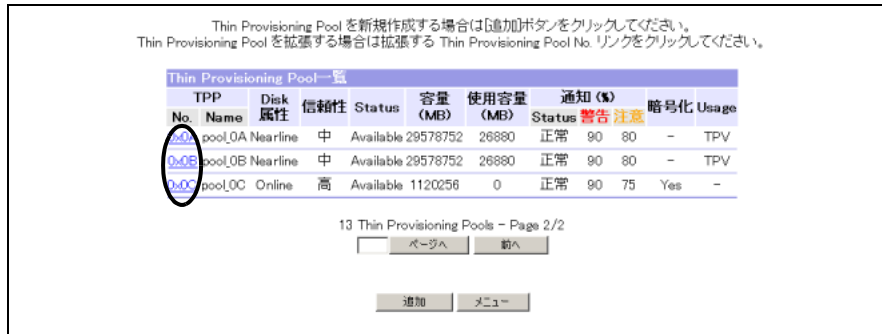 Thin Provisioning Pool を新規作成する場合は[追加]ボタンをクリックしてください。
Thin Provisioning Pool を拡張する場合は拡張する Thin Provisioning Pool No. リンクをクリックしてください。
Thin Provisioning Pool一覧
TPP Disk属性 信頼性 Status 容量(MB) 使用容量(MB) 通知 (%) 暗号化 Usage
No. Name Status 警告 注意
0x0A pool_0A Nearline 中 Available 29578752 26880 正常 90 80 - TPV
0x0B pool_0B Nearline 中 Available 29578752 26880 正常 90 80 - TPV
0x0C pool_0C Online 高 Available 1120256 0 正常 90 75 Yes -
13 Thin Provisioning Pools - Page 2/2
ページへ 前へ
追加 メニュー